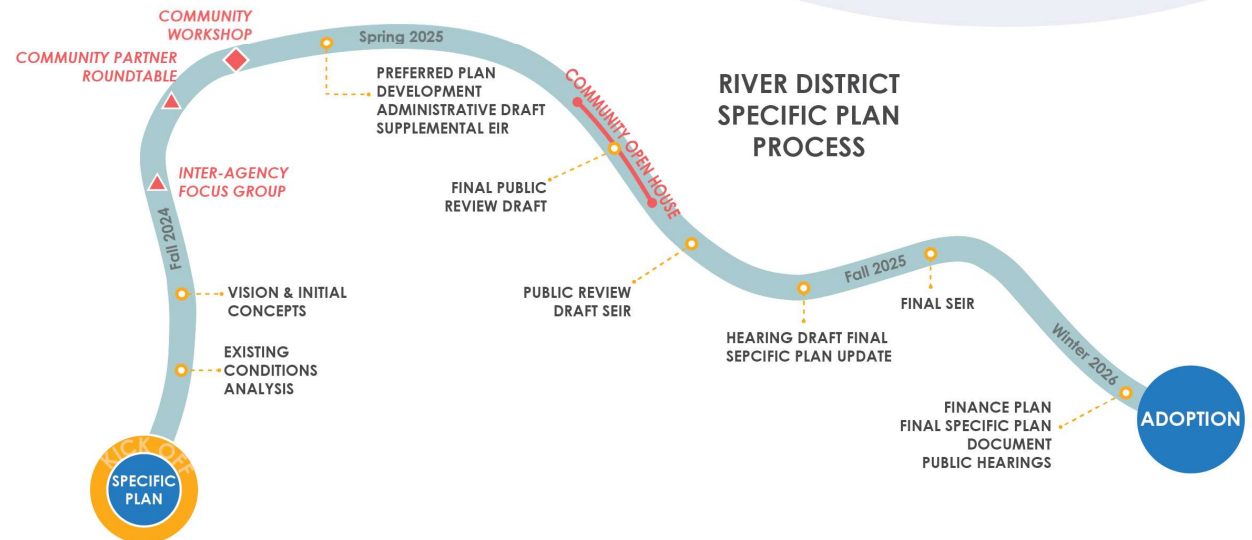 RIVER DISTRICT
SPECIFIC PLAN
PROCESS
KICK OFF
SPECIFIC
PLAN
EXISTING
CONDITIONS
ANALYSIS
VISION & INITIAL
CONCEPTS
Fall 2024
INTER-AGENCY
FOCUS GROUP
COMMUNITY PARTNER
ROUNDTABLE
COMMUNITY
WORKSHOP
Spring 2025
PREFERRED PLAN
DEVELOPMENT
ADMINISTRATIVE DRAFT
SUPPLEMENTAL EIR
COMMUNITY OPEN HOUSE
FINAL PUBLIC
REVIEW DRAFT
PUBLIC REVIEW
DRAFT SEIR
HEARING DRAFT FINAL
SEPCIFIC PLAN UPDATE
Fall 2025
FINAL SEIR
Winter 2026
FINANCE PLAN
FINAL SPECIFIC PLAN
DOCUMENT
PUBLIC HEARINGS
ADOPTION